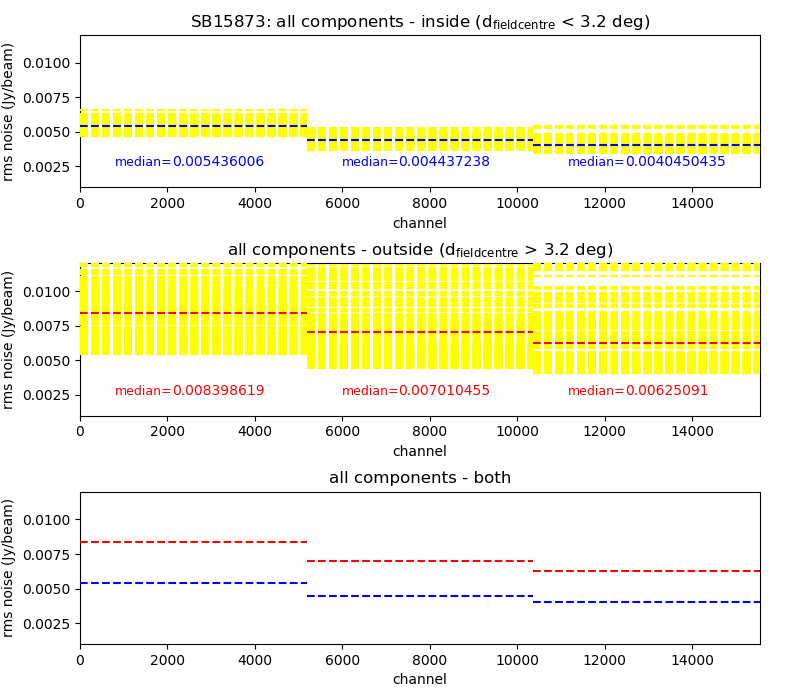 SB15873: all components - inside (d_fieldcentre < 3.2 deg)
rms noise (Jy/beam)
0.0100
0.0075
0.0050
0.0025
median=0.005436006 median=0.004437238 median=0.0040450435
0 2000 4000 6000 8000 10000 12000 14000
channel
all components - outside (d_fieldcentre > 3.2 deg)
rms noise (Jy/beam)
0.0100
0.0075
0.0050
0.0025
median=0.008398619 median=0.007010455 median=0.00625091
0 2000 4000 6000 8000 10000 12000 14000
channel
all components - both
rms noise (Jy/beam)
0.0100
0.0075
0.0050
0.0025
0 2000 4000 6000 8000 10000 12000 14000
channel